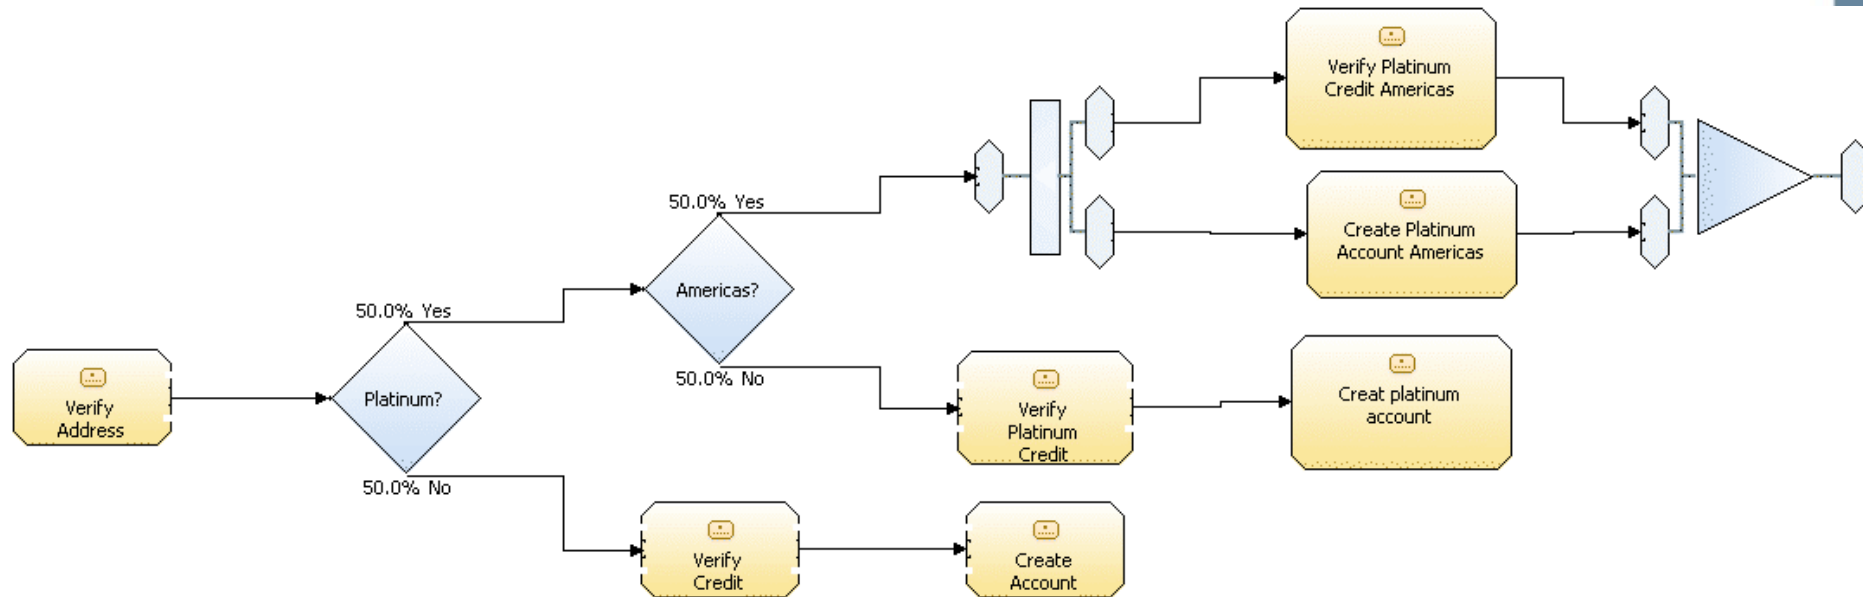 Verify Platinum
Credit Americas
50.0% Yes
Create Platinum
Account Americas
Americas?
50.0% Yes
50.0% No
Verify
Address
Platinum?
Verify
Platinum
Credit
Creat platinum
account
50.0% No
Verify
Credit
Create
Account